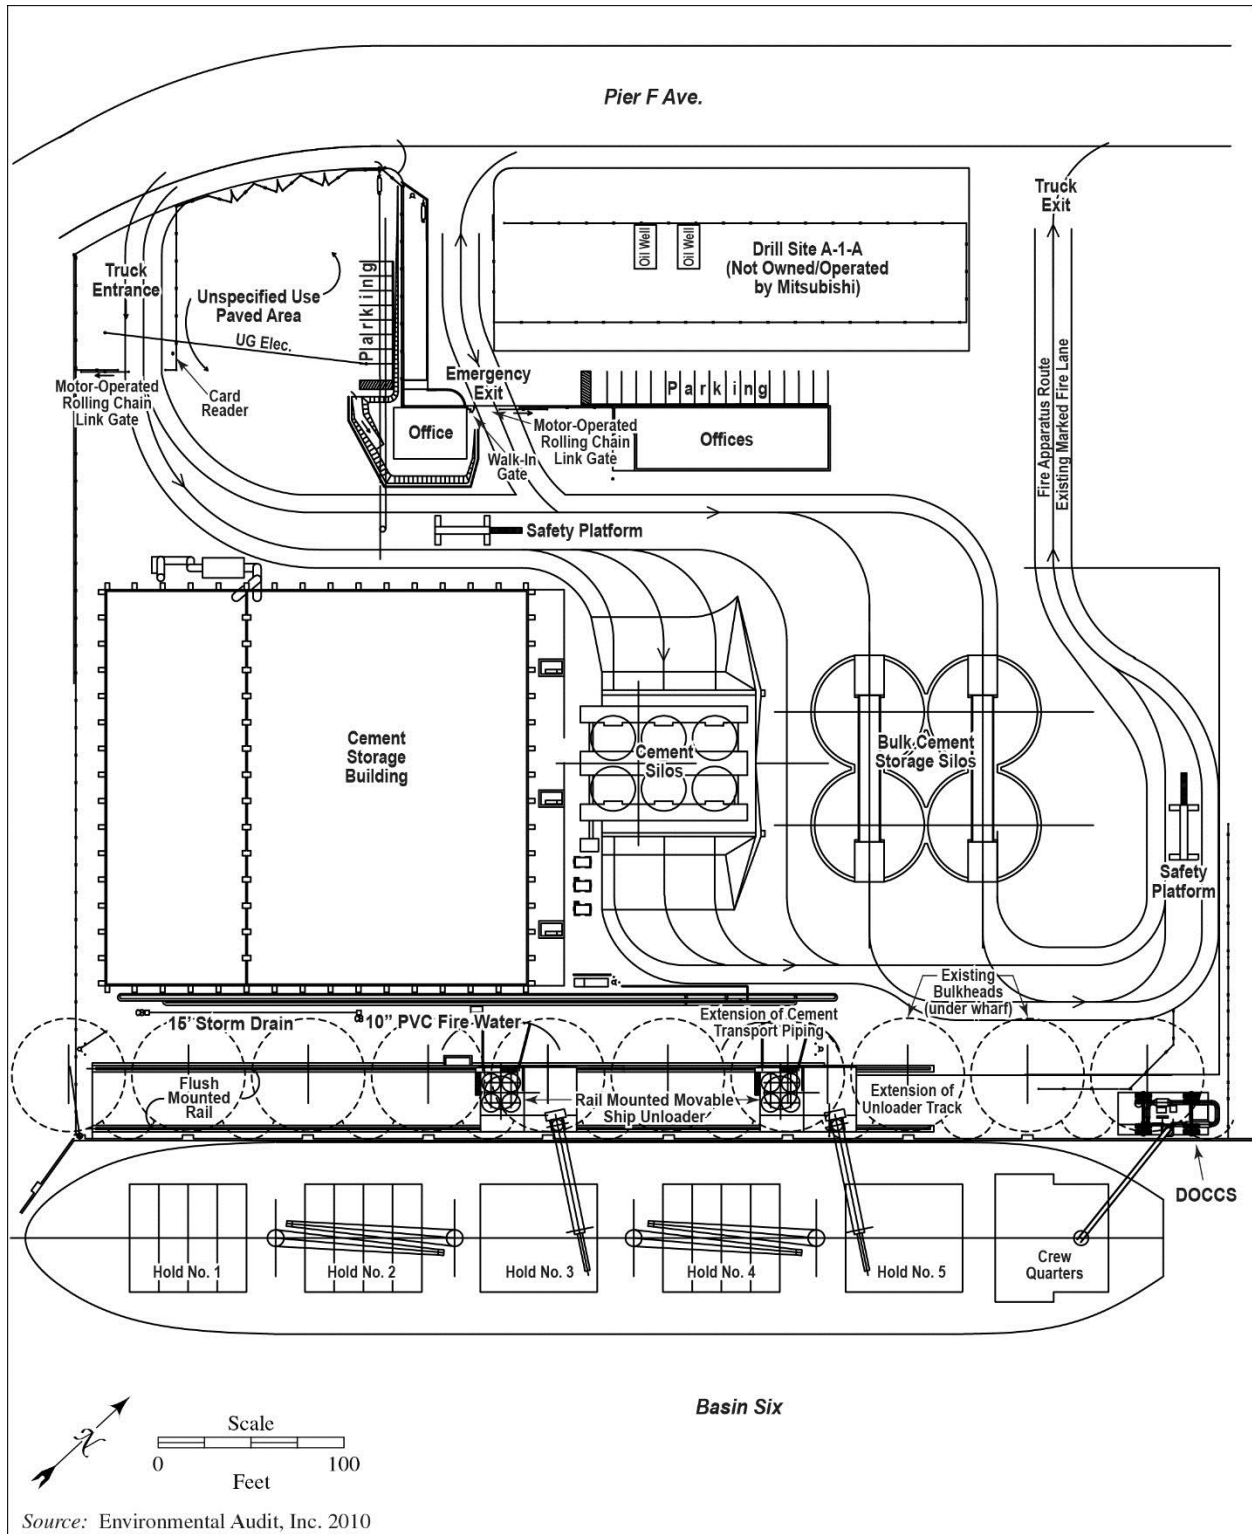 Pier F Ave.
Truck
Exit
Oil Well
Oil Well
Drill Site A-1-A
(Not Owned/Operated
by Mitsubishi)
Truck
Entrance
Unspecified Use
Paved Area
UG Elec.
Parking
Emergency
Exit
Motor-Operated
Rolling Chain
Link Gate
Card
Reader
Parking
Office
Motor-Operated
Rolling Chain
Link Gate
Walk-In
Gate
Offices
Fire Apparatus Route
Existing Marked Fire Lane
Safety Platform
Cement
Storage
Building
Cement
Silos
Bulk Cement
Storage Silos
Safety
Platform
Existing
Bulkheads
(under wharf)
15' Storm Drain
10" PVC Fire Water
Extension of Cement
Transport Piping
Flush
Mounted
Rail
Rail Mounted Movable
Ship Unloader
Extension of
Unloader Track
DOCCS
Hold No. 1
Hold No. 2
Hold No. 3
Hold No. 4
Hold No. 5
Crew
Quarters
Basin Six
N
Scale
0 100
Feet
Source: Environmental Audit, Inc. 2010